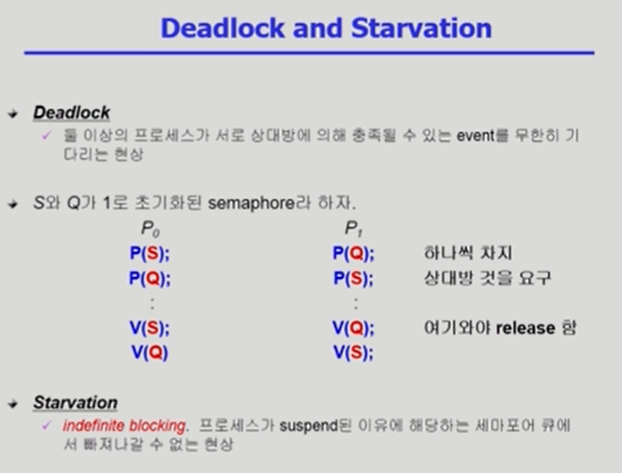 Deadlock and Starvation
Deadlock
둘 이상의 프로세스가 서로 상대방에 의해 충족될 수 있는 event를 무한히 기
다리는 현상
S와 Q가 1로 초기화된 semaphore라 하자.
P0 P1
P(S); P(Q); 하나씩 차지
P(Q); P(S); 상대방 것을 요구
: :
V(S); V(Q); 여기와야 release 함
V(Q) V(S);
Starvation
indefinite blocking. 프로세스가 suspend된 이유에 해당하는 세마포어 큐에
서 빠져나갈 수 없는 현상